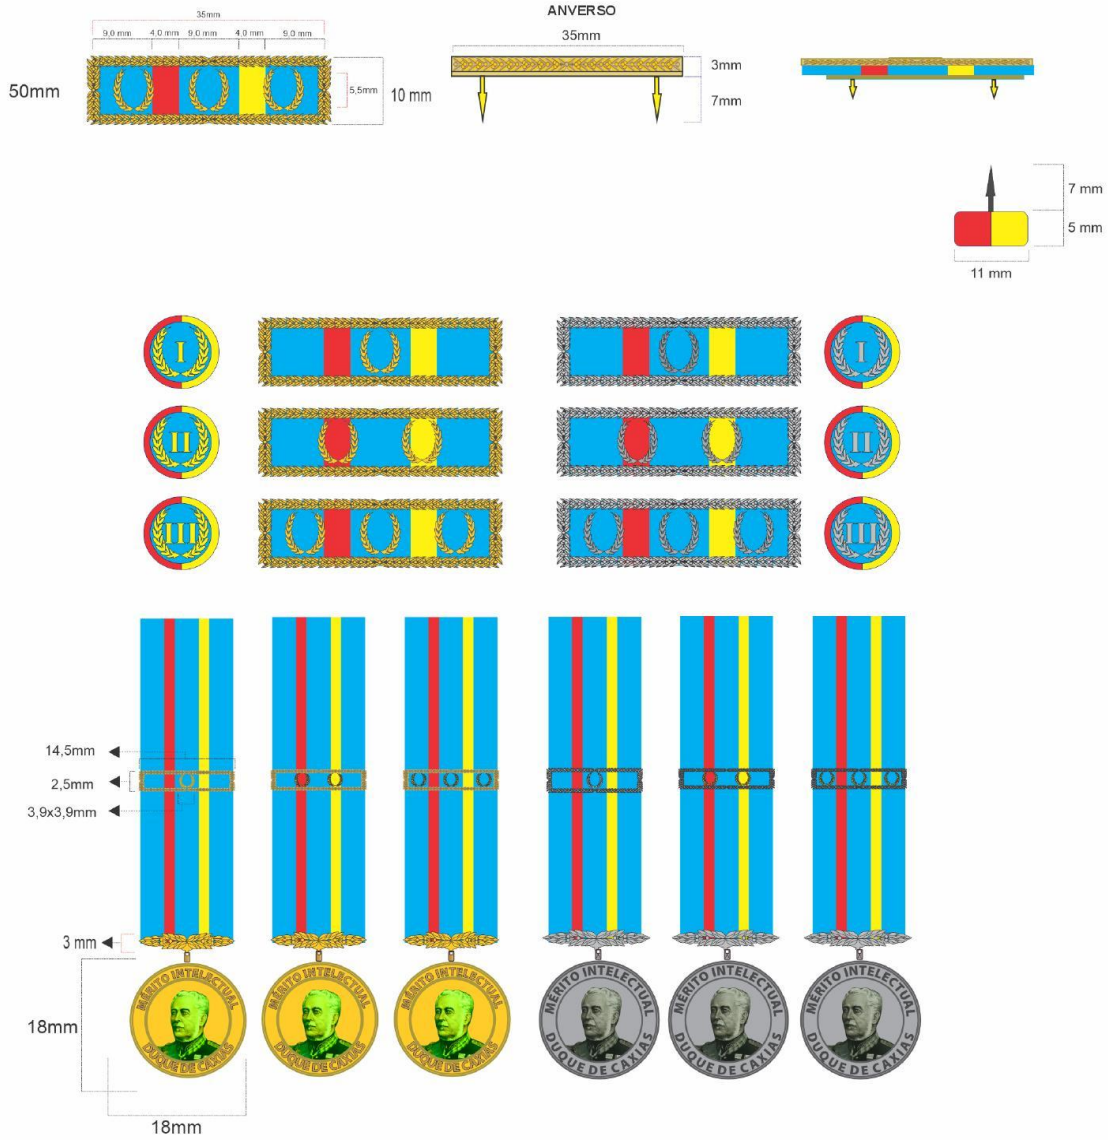 ANVERSO
35mm
9,0 mm 4,0 mm 9,0 mm 4,0 mm 9,0 mm
50mm
5,5mm
10 mm
35mm
3mm
7mm
7 mm
5 mm
11 mm
I
I
II
II
III
III
14,5mm
2,5mm
3,9x3,9mm
3 mm
MÉRITO INTELECTUAL
DUQUE DE CAXIAS
MÉRITO INTELECTUAL
DUQUE DE CAXIAS
MÉRITO INTELECTUAL
DUQUE DE CAXIAS
MÉRITO INTELECTUAL
DUQUE DE CAXIAS
MÉRITO INTELECTUAL
DUQUE DE CAXIAS
MÉRITO INTELECTUAL
DUQUE DE CAXIAS
18mm
18mm